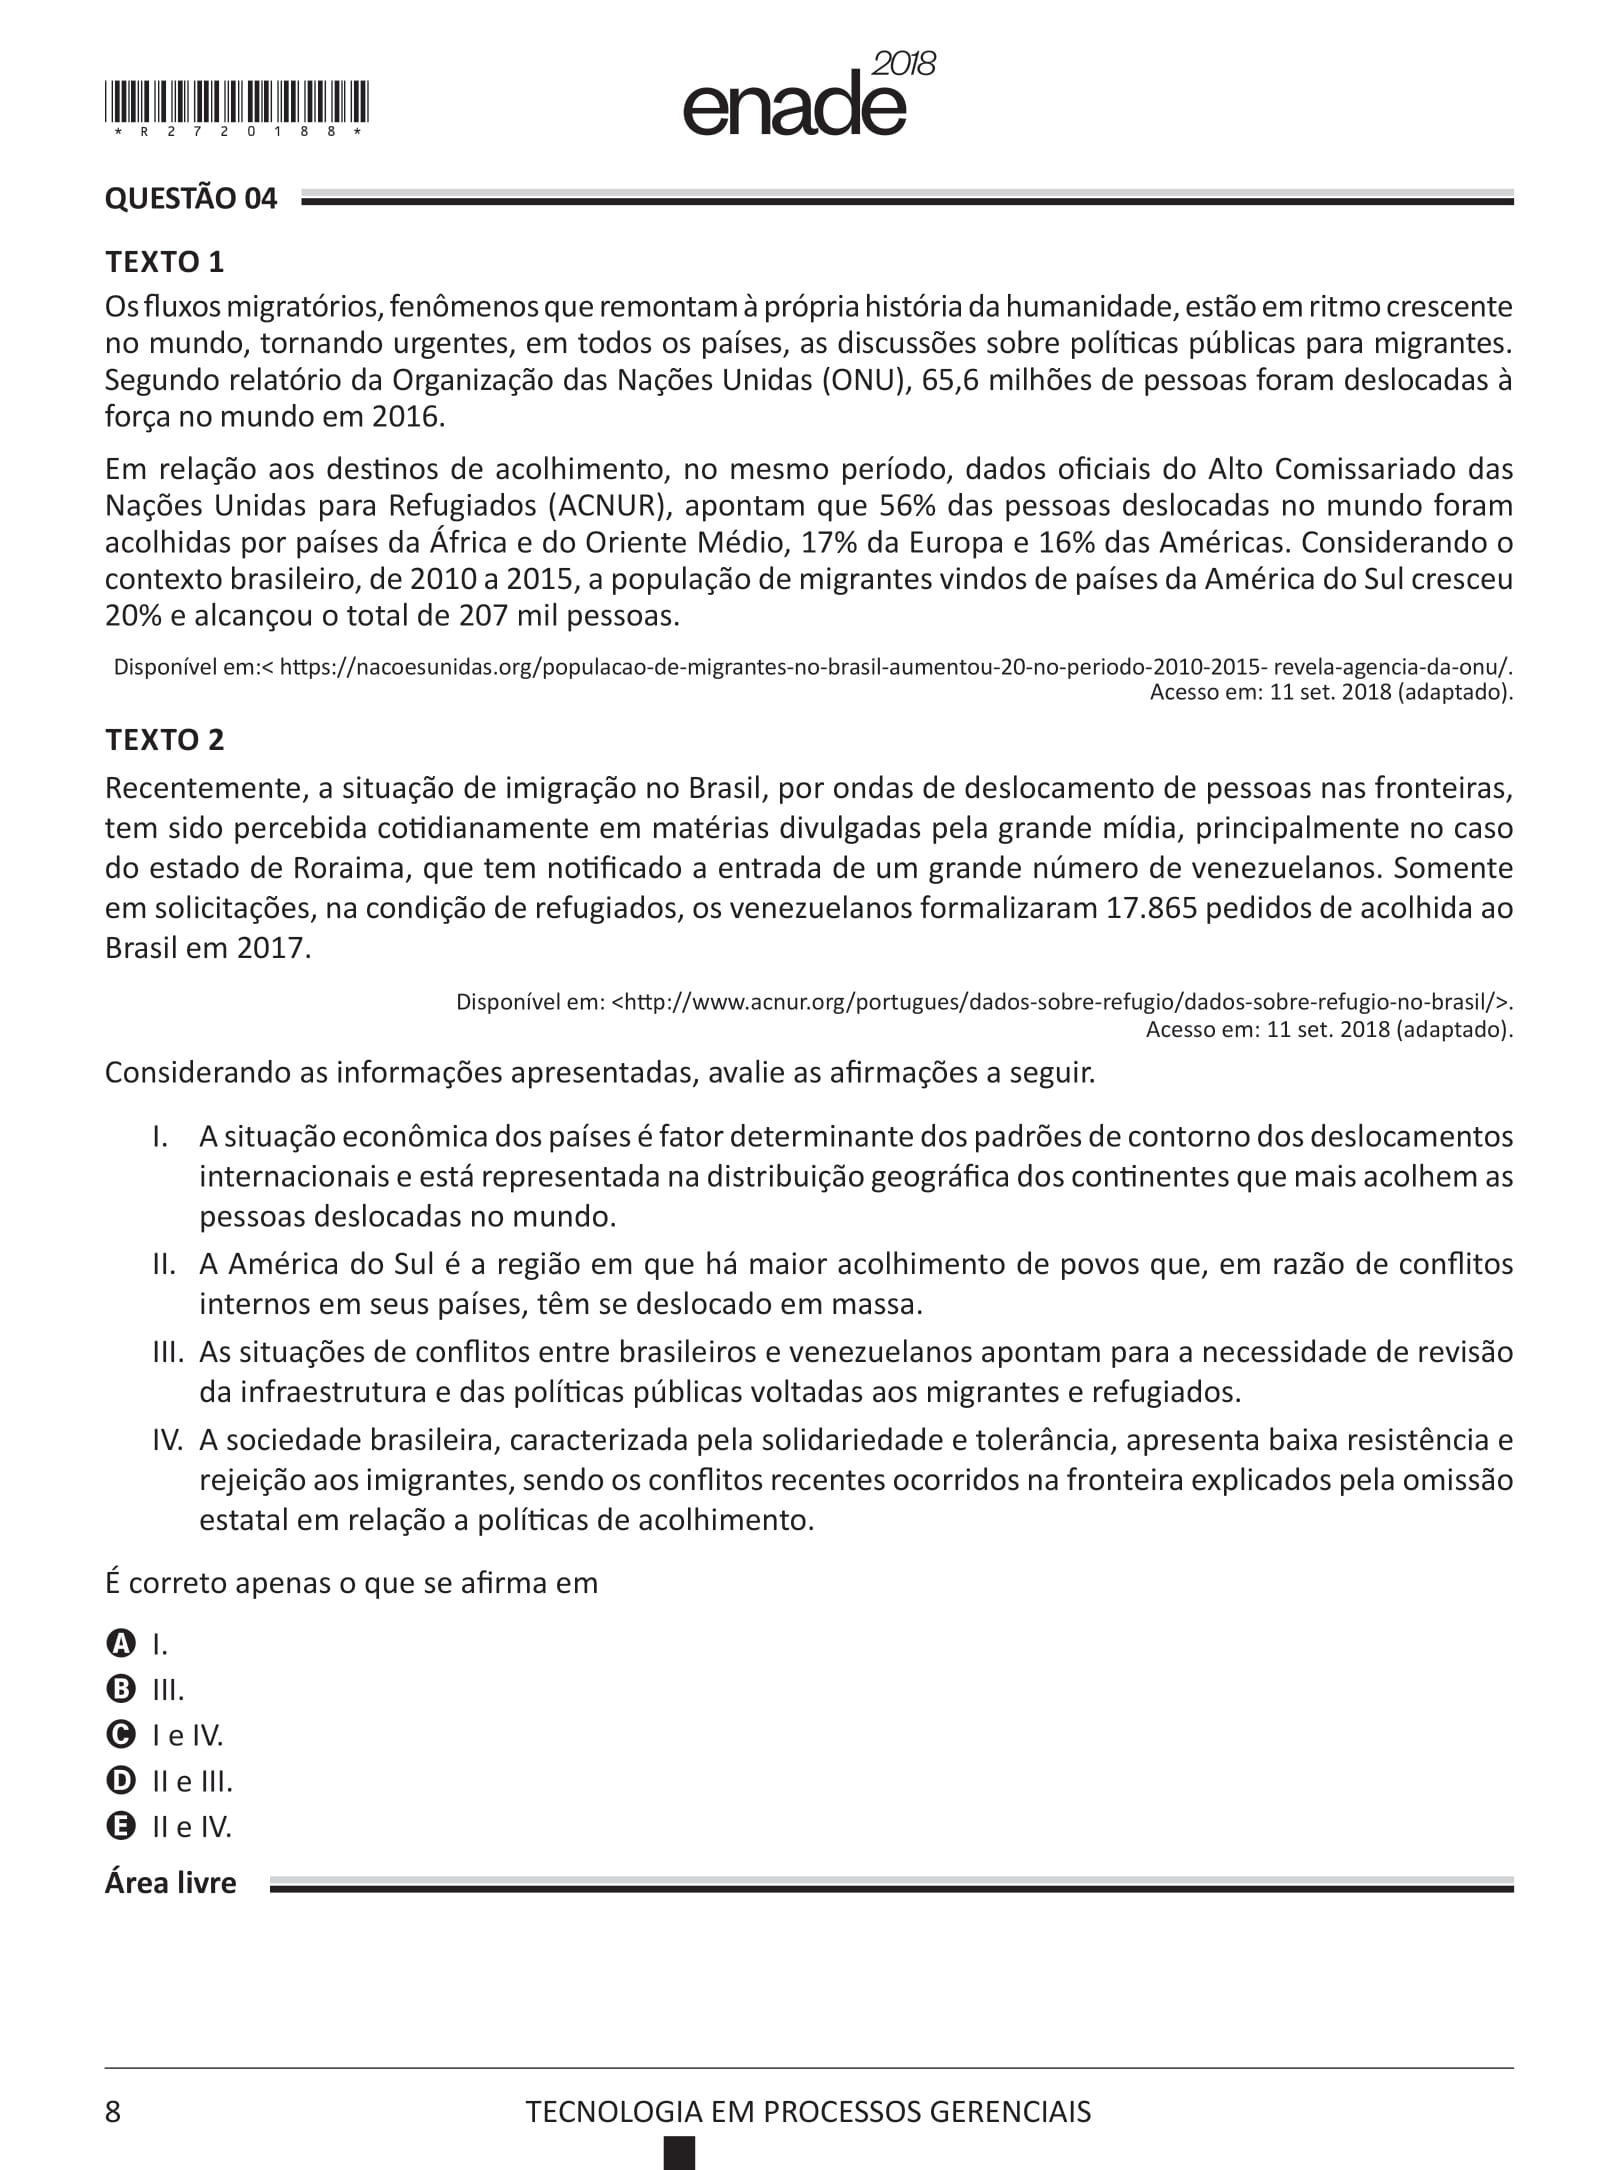 enade 2018
* R 2 7 2 0 1 8 8 *
QUESTÃO 04
TEXTO 1
Os fluxos migratórios, fenômenos que remontam à própria história da humanidade, estão em ritmo crescente
no mundo, tornando urgentes, em todos os países, as discussões sobre políticas públicas para migrantes.
Segundo relatório da Organização das Nações Unidas (ONU), 65,6 milhões de pessoas foram deslocadas à
força no mundo em 2016.
Em relação aos destinos de acolhimento, no mesmo período, dados oficiais do Alto Comissariado das
Nações Unidas para Refugiados (ACNUR), apontam que 56% das pessoas deslocadas no mundo foram
acolhidas por países da África e do Oriente Médio, 17% da Europa e 16% das Américas. Considerando o
contexto brasileiro, de 2010 a 2015, a população de migrantes vindos de países da América do Sul cresceu
20% e alcançou o total de 207 mil pessoas.
Disponível em:< https://nacoesunidas.org/populacao-de-migrantes-no-brasil-aumentou-20-no-periodo-2010-2015- revela-agencia-da-onu/.
Acesso em: 11 set. 2018 (adaptado).
TEXTO 2
Recentemente, a situação de imigração no Brasil, por ondas de deslocamento de pessoas nas fronteiras,
tem sido percebida cotidianamente em matérias divulgadas pela grande mídia, principalmente no caso
do estado de Roraima, que tem notificado a entrada de um grande número de venezuelanos. Somente
em solicitações, na condição de refugiados, os venezuelanos formalizaram 17.865 pedidos de acolhida ao
Brasil em 2017.
Disponível em: <http://www.acnur.org/portugues/dados-sobre-refugio/dados-sobre-refugio-no-brasil/>.
Acesso em: 11 set. 2018 (adaptado).
Considerando as informações apresentadas, avalie as afirmações a seguir.
I. A situação econômica dos países é fator determinante dos padrões de contorno dos deslocamentos
internacionais e está representada na distribuição geográfica dos continentes que mais acolhem as
pessoas deslocadas no mundo.
II. A América do Sul é a região em que há maior acolhimento de povos que, em razão de conflitos
internos em seus países, têm se deslocado em massa.
III. As situações de conflitos entre brasileiros e venezuelanos apontam para a necessidade de revisão
da infraestrutura e das políticas públicas voltadas aos migrantes e refugiados.
IV. A sociedade brasileira, caracterizada pela solidariedade e tolerância, apresenta baixa resistência e
rejeição aos imigrantes, sendo os conflitos recentes ocorridos na fronteira explicados pela omissão
estatal em relação a políticas de acolhimento.
É correto apenas o que se afirma em
A I.
B III.
C I e IV.
D II e III.
E II e IV.
Área livre
8
TECNOLOGIA EM PROCESSOS GERENCIAIS